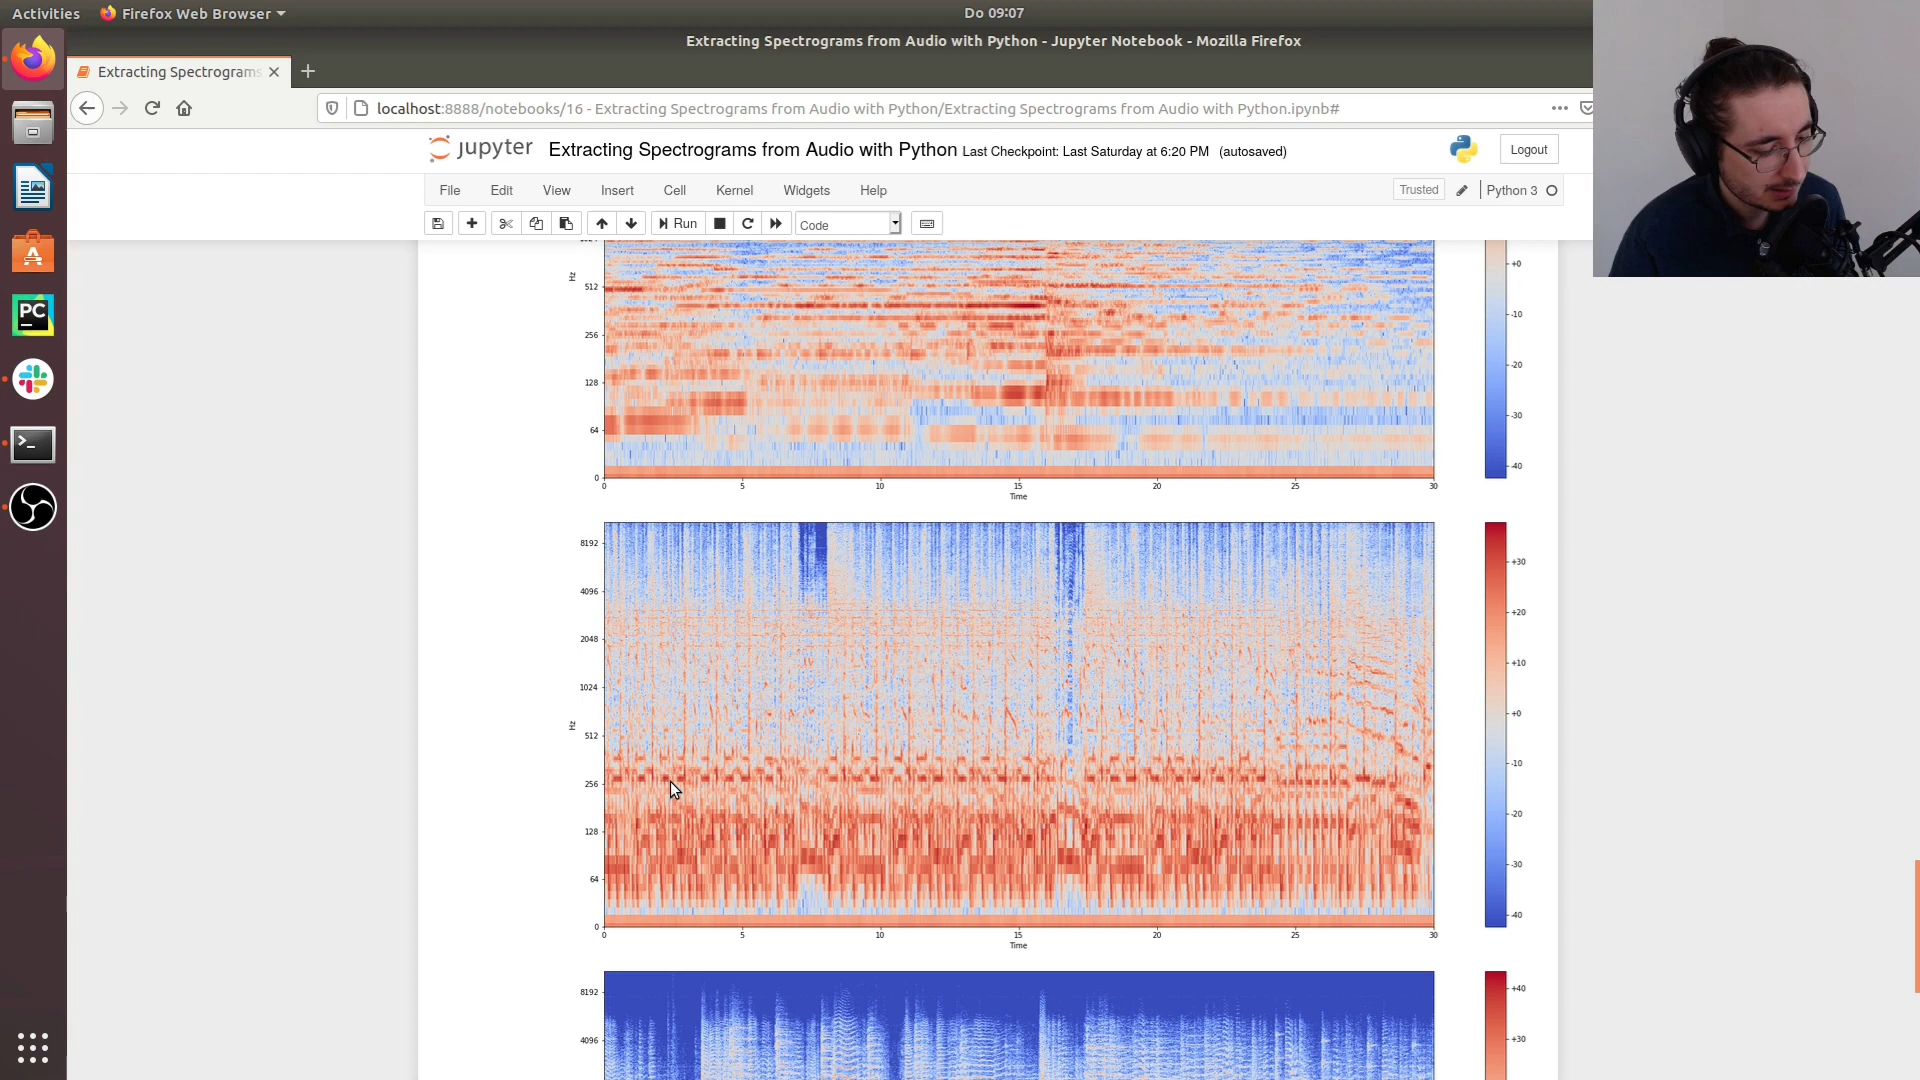 Activities
Firefox Web Browser
Do 09:07
Extracting Spectrograms from Audio with Python - Jupyter Notebook - Mozilla Firefox
Extracting Spectrograms
localhost:8888/notebooks/16 - Extracting Spectrograms from Audio with Python/Extracting Spectrograms from Audio with Python.ipynb#
jupyter
Extracting Spectrograms from Audio with Python Last Checkpoint: Last Saturday at 6:20 PM (autosaved)
Logout
File Edit View Insert Cell Kernel Widgets Help
Trusted
Python 3
Run
Code
PC
Hz
512
256
128
64
0
0 5 10 15 20 25 30
Time
+0
-10
-20
-30
-40
Hz
8192
4096
2048
1024
512
256
128
64
0
0 5 10 15 20 25 30
Time
+30
+20
+10
+0
-10
-20
-30
-40
8192
4096
+40
+30